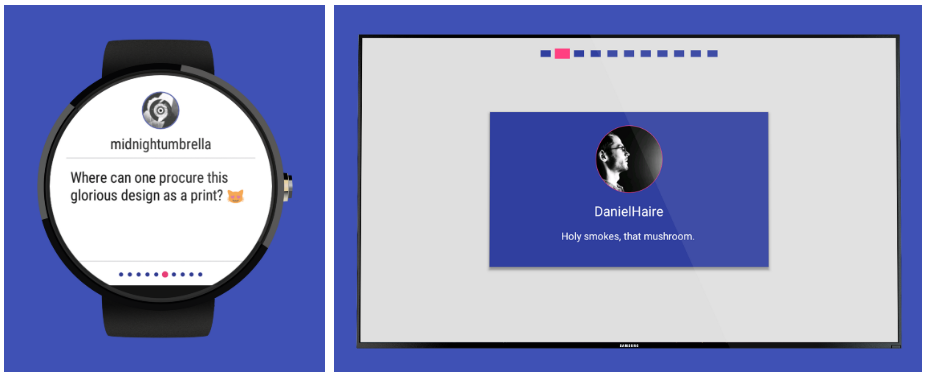 midnightumbrella
Where can one procure this
glorious design as a print?
DanielHaire
Holy smokes, that mushroom.
SAMSUNG